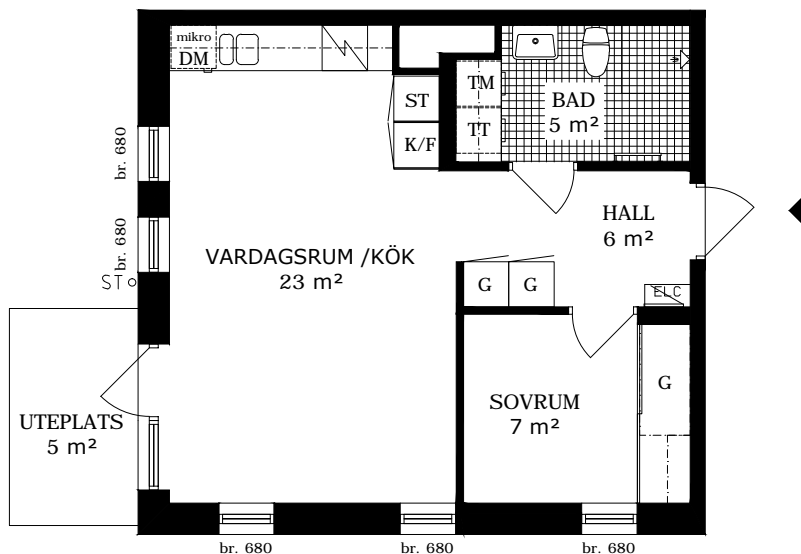 mikro
DM
ST
K/F
TM
TT
BAD
5 m²
br. 680
br. 680
HALL
6 m²
VARDAGSRUM /KÖK
23 m²
ST
G
G
ELC
UTEPLATS
5 m²
SOVRUM
7 m²
G
br. 680
br. 680
br. 680